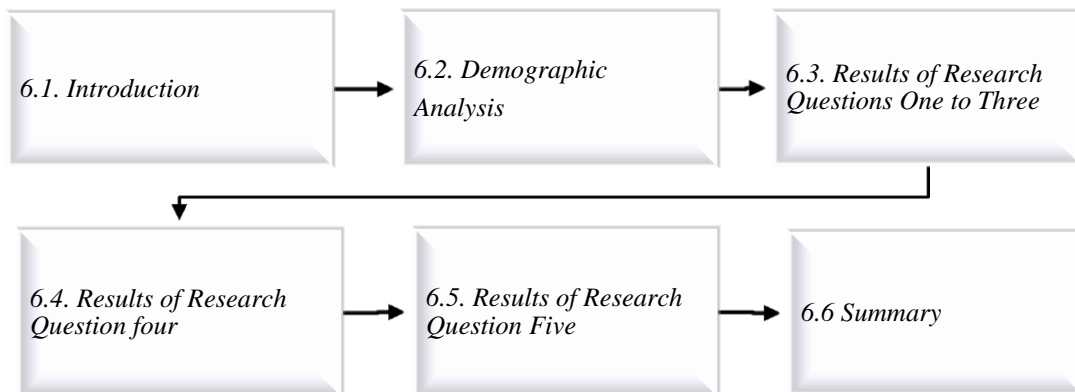 6.1. Introduction
6.2. Demographic
Analysis
6.3. Results of Research
Questions One to Three
6.4. Results of Research
Question four
6.5. Results of Research
Question Five
6.6 Summary